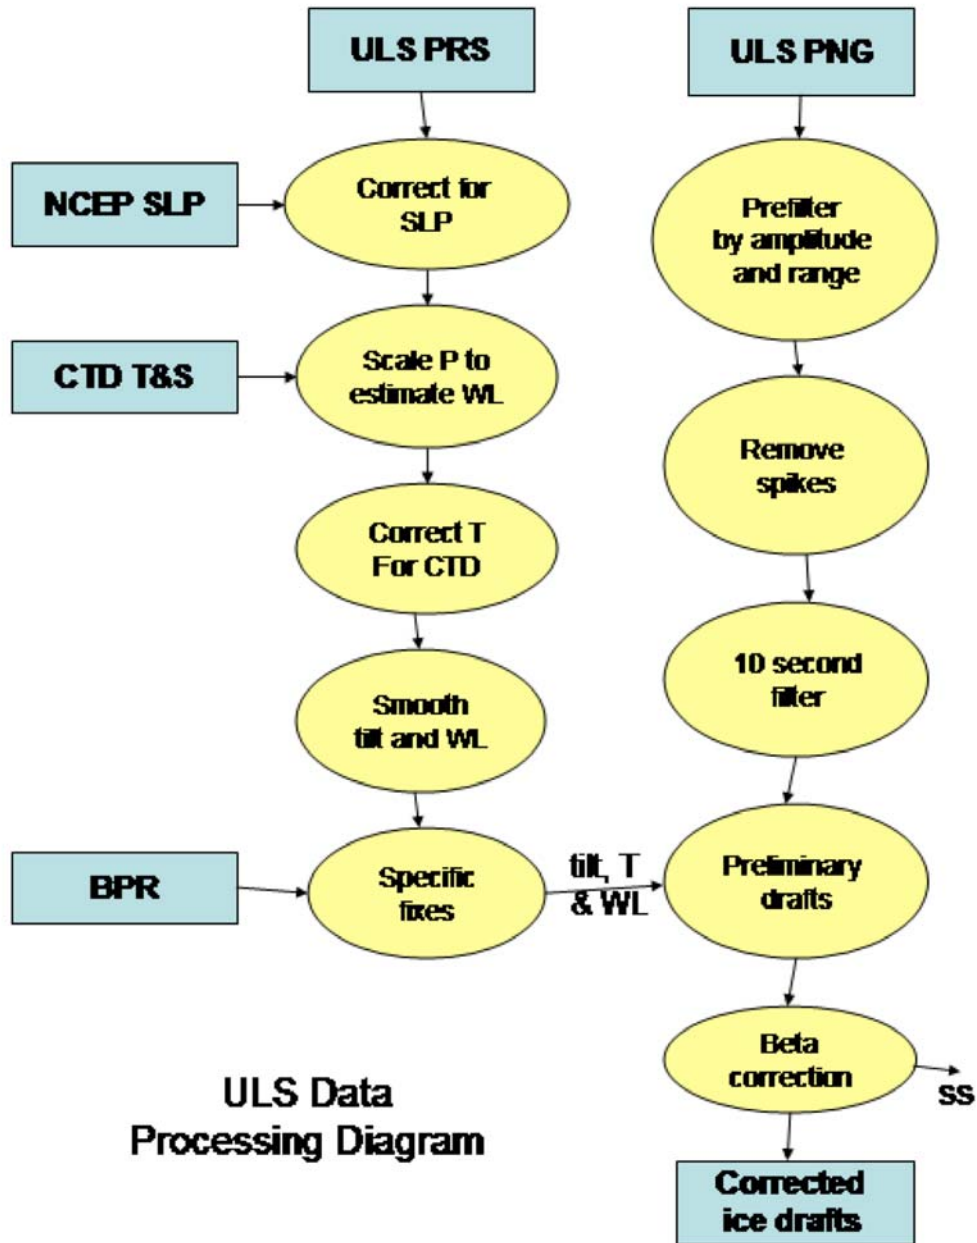 ULS PRS
ULS PNG
NCEP SLP
Correct for
SLP
Prefilter
by amplitude
and range
CTD T&S
Scale P to
estimate WL
Remove
spikes
Correct T
For CTD
10 second
filter
Smooth
tilt and WL
BPR
Specific
fixes
tilt, T
& WL
Preliminary
drafts
Beta
correction
SS
ULS Data
Processing Diagram
Corrected
ice drafts